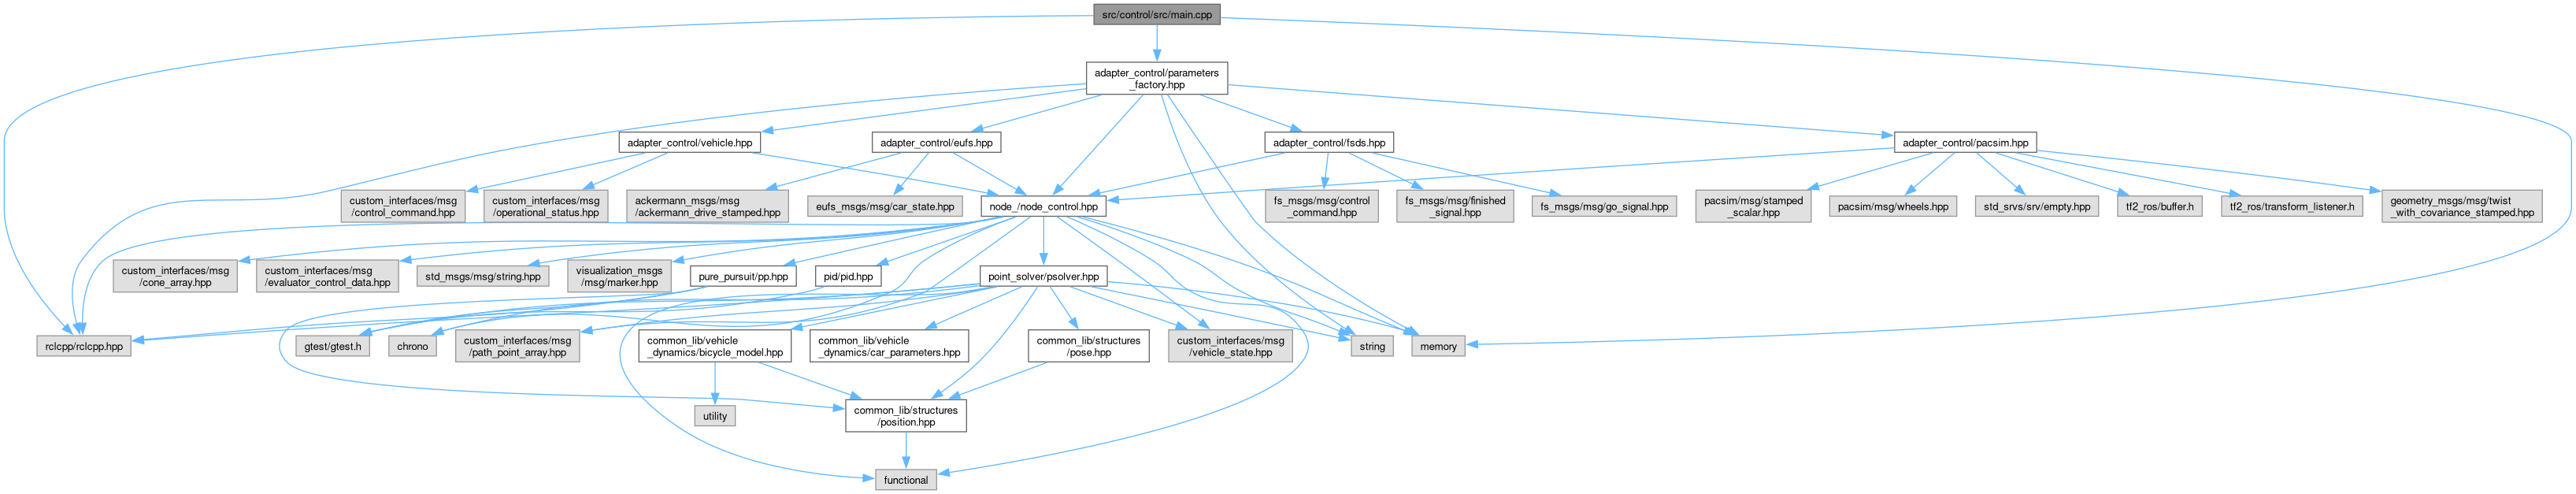 src/control/src/main.cpp
adapter_control/parameters
_factory.hpp
adapter_control/vehicle.hpp
adapter_control/eufs.hpp
adapter_control/fsds.hpp
adapter_control/pacsim.hpp
custom_interfaces/msg
/control_command.hpp
custom_interfaces/msg
/operational_status.hpp
ackermann_msgs/msg
/ackermann_drive_stamped.hpp
eufs_msgs/msg/car_state.hpp
node_/node_control.hpp
fs_msgs/msg/control
_command.hpp
fs_msgs/msg/finished
_signal.hpp
fs_msgs/msg/go_signal.hpp
pacsim/msg/stamped
_scalar.hpp
pacsim/msg/wheels.hpp
std_srvs/srv/empty.hpp
tf2_ros/buffer.h
tf2_ros/transform_listener.h
geometry_msgs/msg/twist
_with_covariance_stamped.hpp
custom_interfaces/msg
/cone_array.hpp
custom_interfaces/msg
/evaluator_control_data.hpp
std_msgs/msg/string.hpp
visualization_msgs
/msg/marker.hpp
pure_pursuit/pp.hpp
pid/pid.hpp
point_solver/psolver.hpp
rclcpp/rclcpp.hpp
gtest/gtest.h
chrono
custom_interfaces/msg
/path_point_array.hpp
common_lib/vehicle
_dynamics/bicycle_model.hpp
common_lib/vehicle
_dynamics/car_parameters.hpp
common_lib/structures
/pose.hpp
custom_interfaces/msg
/vehicle_state.hpp
string
memory
utility
common_lib/structures
/position.hpp
functional